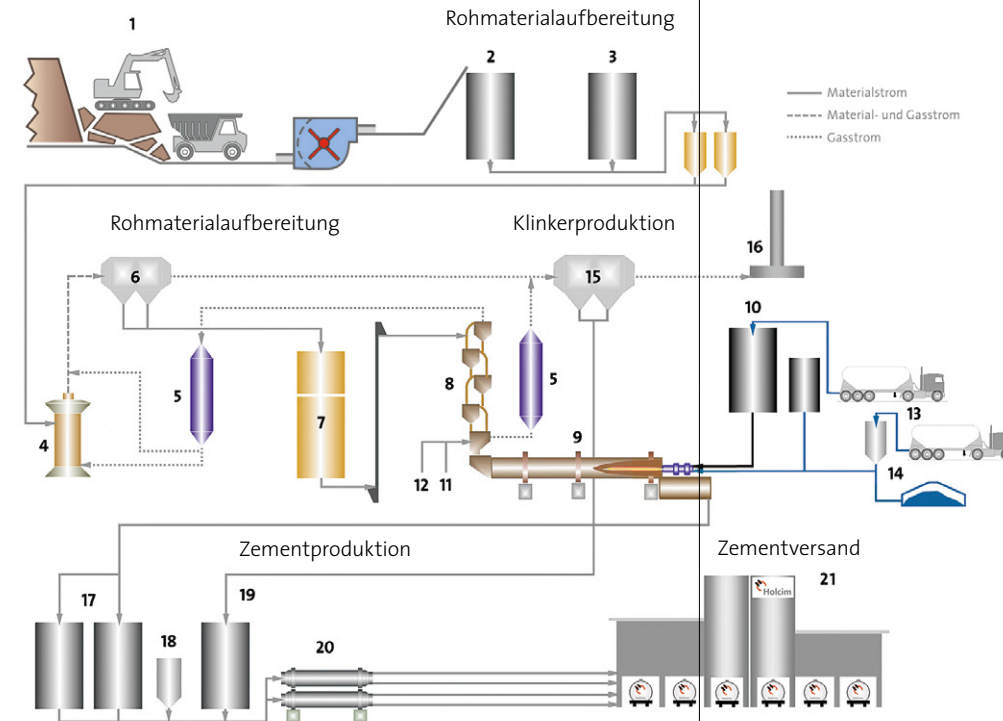 Rohmaterialaufbereitung
1
2
3
Materialstrom
Material- und Gasstrom
Gasstrom
Rohmaterialaufbereitung
Klinkerproduktion
16
6
15
10
5
8
5
13
4
7
9
14
12
11
Zementproduktion
Zementversand
17
19
21
Holcim
18
20